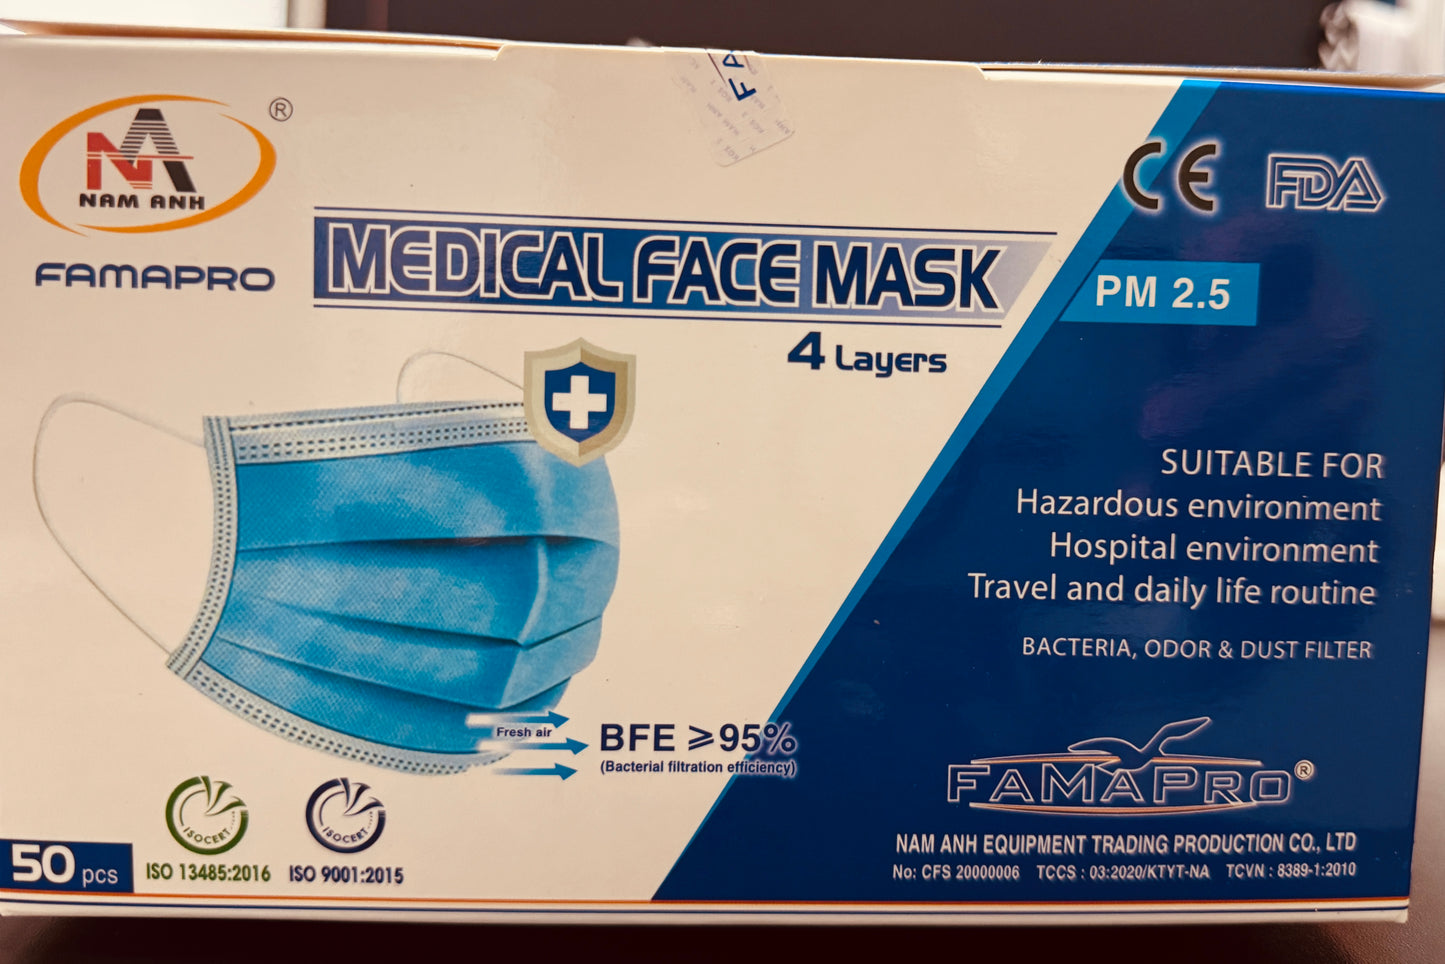 NAM ANH ®
FAMAPRO
MEDICAL FACE MASK
4 Layers
FA
CE FDA
PM 2.5
SUITABLE FOR
Hazardous environment
Hospital environment
Travel and daily life routine
BACTERIA, ODOR & DUST FILTER
Fresh air
BFE ⩾95%
(Bacterial filtration efficiency)
ISOCERT
ISO 13485:2016
ISOCERT
ISO 9001:2015
50 pcs
FAMAPRO®
NAM ANH EQUIPMENT TRADING PRODUCTION CO., LTD
No: CFS 20000006 TCCS : 03:2020/KTYT-NA TCVN : 8389-1:2010